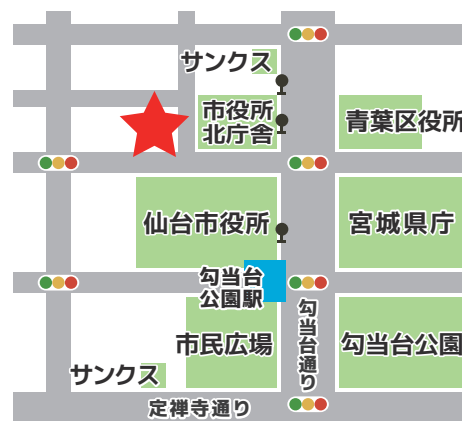 サンクス
市役所
北庁舎
青葉区役所
仙台市役所
宮城県庁
勾当台
公園駅
勾当台通り
市民広場
勾当台公園
サンクス
定禅寺通り